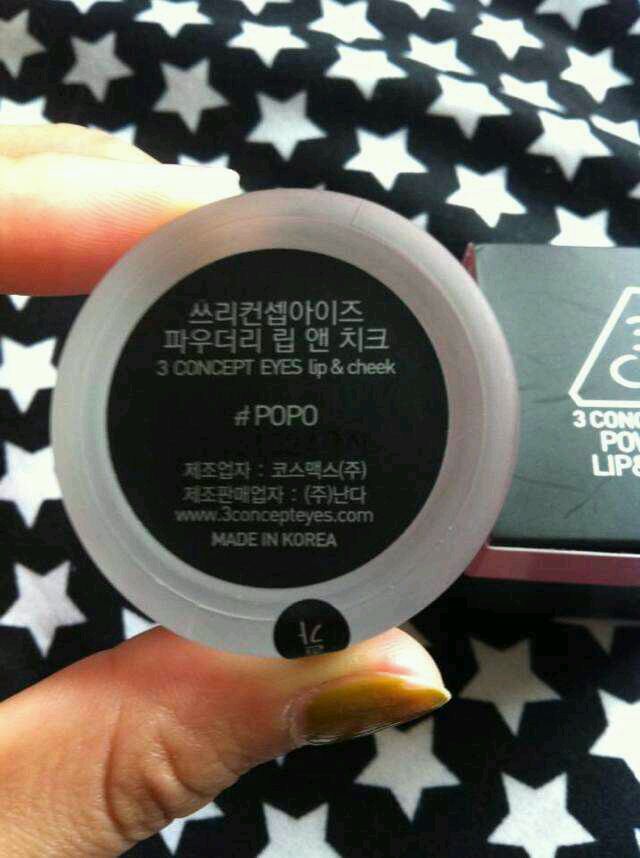 쓰리컨셉아이즈
파우더리 립 앤 치크
3 CONCEPT EYES lip & cheek
# POPO
제조업자 : 코스맥스(주)
제조판매업자 : (주)난다
www.3concepteyes.com
MADE IN KOREA
3
3 CONC
POW
LIP&